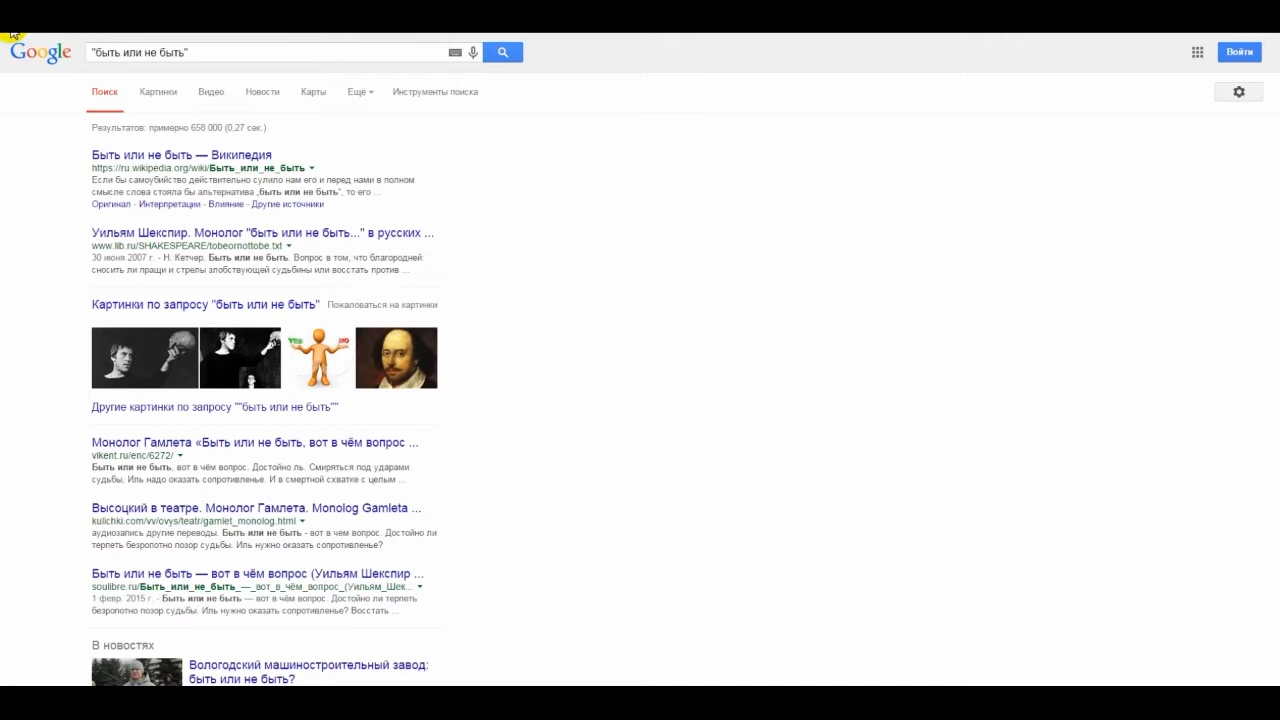 Google
"быть или не быть"
Войти
Поиск Картинки Видео Новости Карты Ещё Инструменты поиска
Результатов: примерно 658 000 (0,27 сек.)
Быть или не быть — Википедия
https://ru.wikipedia.org/wiki/Быть_или_не_быть
Если бы самоубийство действительно сулило нам его и перед нами в полном
смысле слова стояла бы альтернатива „быть или не быть“, то его ...
Оригинал - Интерпретации - Влияние - Другие источники
Уильям Шекспир. Монолог "быть или не быть..." в русских ...
www.lib.ru/SHAKESPEARE/tobeornottobe.txt
30 июня 2007 г. - Н. Кетчер. Быть или не быть. Вопрос в том, что благородней:
сносить ли пращи и стрелы злобствующей судьбины или восстать против ...
Картинки по запросу "быть или не быть" Пожаловаться на картинки
YES NO
Другие картинки по запросу ""быть или не быть""
Монолог Гамлета «Быть или не быть, вот в чём вопрос ...
vikent.ru/enc/6272/
Быть или не быть, вот в чём вопрос. Достойно ль. Смиряться под ударами
судьбы, Иль надо оказать сопротивленье. И в смертной схватке с целым ...
Высоцкий в театре. Монолог Гамлета. Monolog Gamleta ...
kulichki.com/vv/ovys/teatr/gamlet_monolog.html
аудиозапись другие переводы. Быть или не быть - вот в чем вопрос. Достойно ли
терпеть безропотно позор судьбы. Иль нужно оказать сопротивленье?
Быть или не быть — вот в чём вопрос (Уильям Шекспир ...
soulibre.ru/Быть_или_не_быть_—_вот_в_чём_вопрос_(Уильям_Шек...
1 февр. 2015 г. - Быть или не быть — вот в чём вопрос. Достойно ли терпеть
безропотно позор судьбы. Иль нужно оказать сопротивленье? Восстать ...
В новостях
Вологодский машиностроительный завод:
быть или не быть?